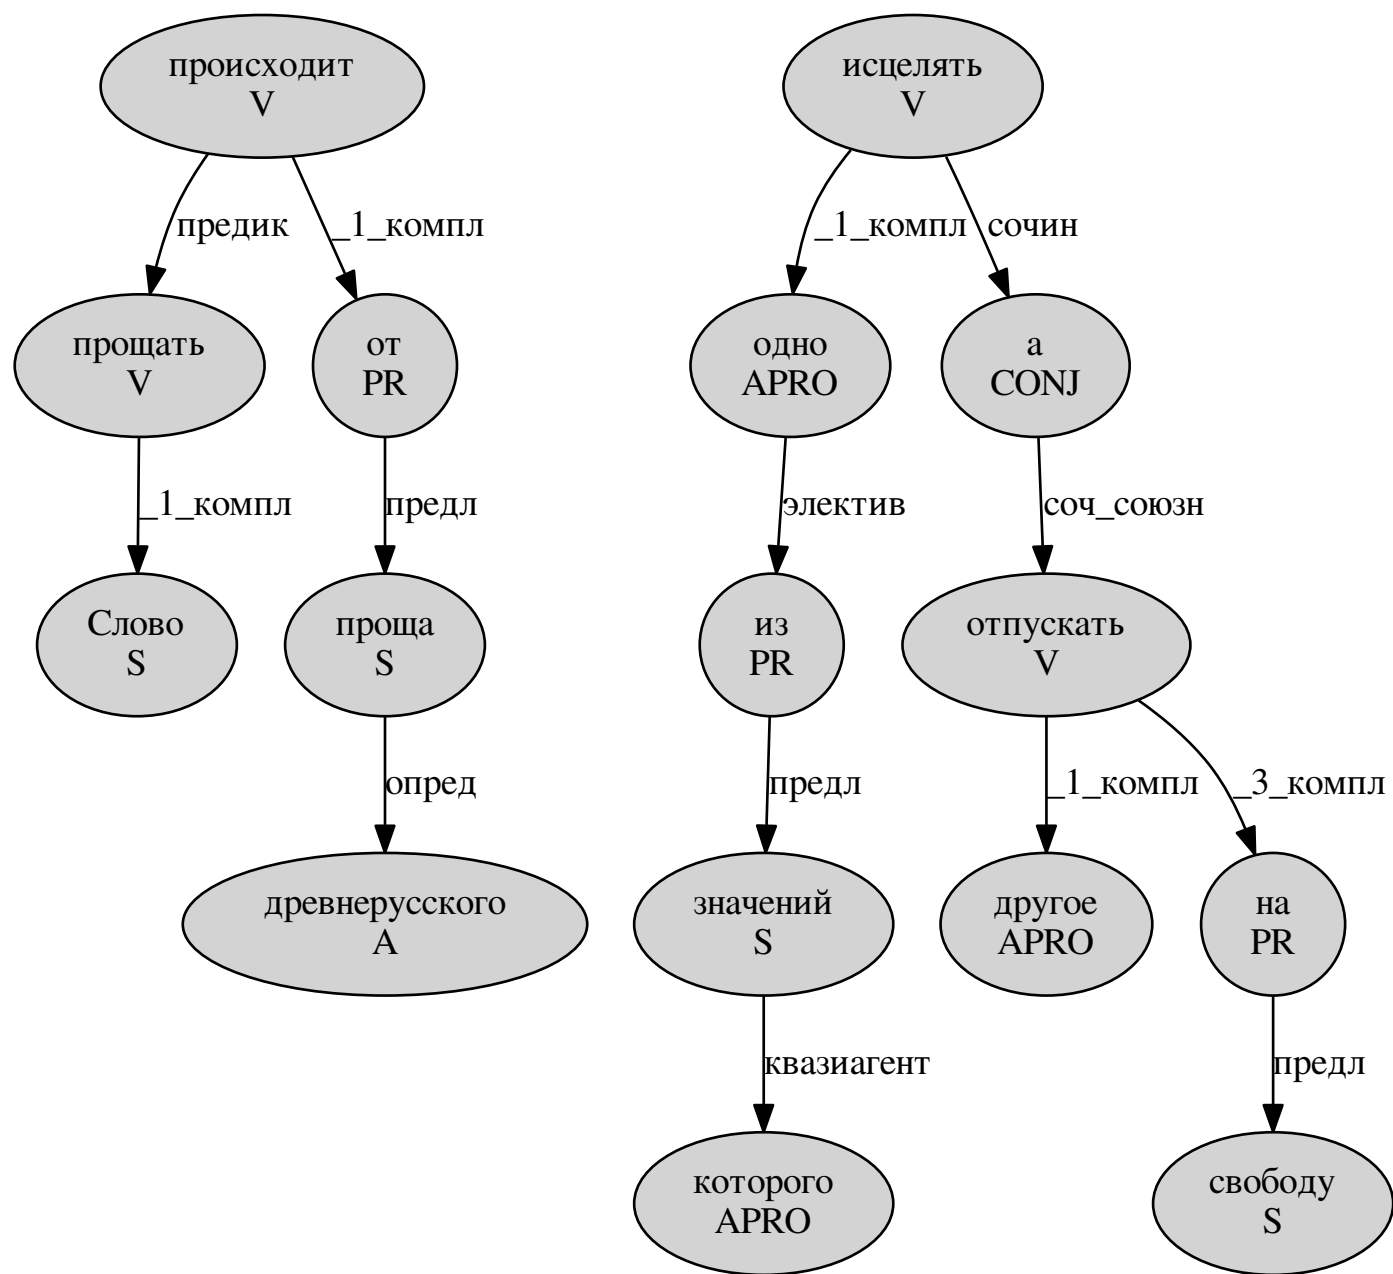 происходит
V
исцелять
V
предик
_1_компл
_1_компл
сочин
прощать
V
от
PR
одно
APRO
а
CONJ
_1_компл
предл
электив
соч_союзн
Слово
S
проща
S
из
PR
отпускать
V
опред
предл
_1_компл
_3_компл
древнерусского
A
значений
S
другое
APRO
на
PR
квазиагент
предл
которого
APRO
свободу
S